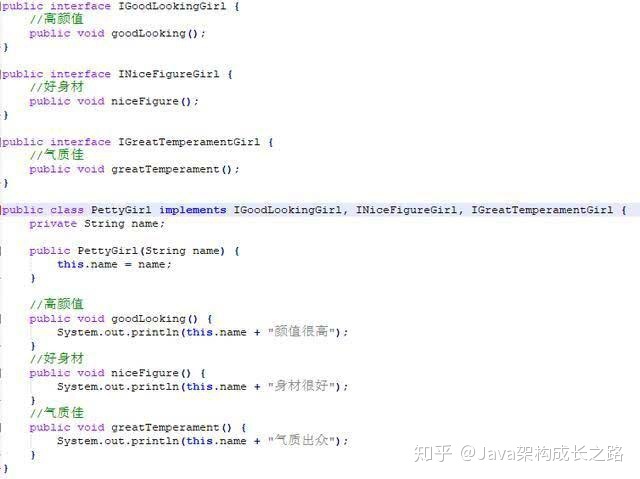 public interface IGoodLookingGirl {
//高颜值
public void goodLooking();
}
public interface INiceFigureGirl {
//好身材
public void niceFigure();
}
public interface IGreatTemperamentGirl {
//气质佳
public void greatTemperament();
}
public class PettyGirl implements IGoodLookingGirl, INiceFigureGirl, IGreatTemperamentGirl {
private String name;
public PettyGirl(String name) {
this.name = name;
}
//高颜值
public void goodLooking() {
System.out.println(this.name + "颜值很高");
}
//好身材
public void niceFigure() {
System.out.println(this.name + "身材很好");
}
//气质佳
public void greatTemperament() {
System.out.println(this.name + "气质出众");
}
}
知乎 @Java架构成长之路